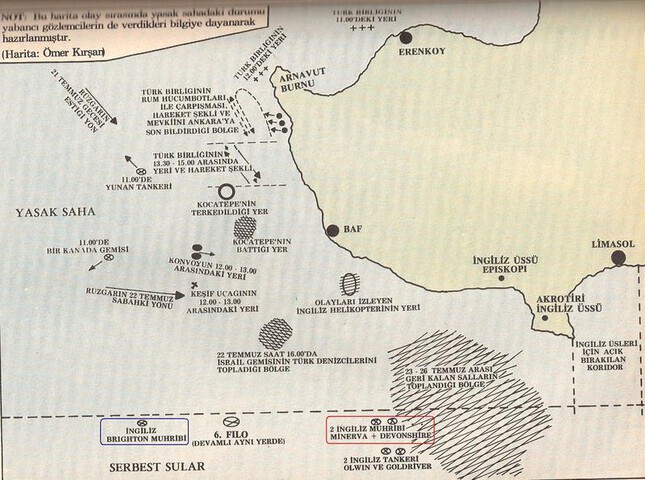 NOT: Bu harita olay sırasında yasak sahadaki durumu
yabancı gözlemcilerin de verdikleri bilgiye dayanarak
hazırlanmıştır.
(Harita: Ömer Kırşan)
TÜRK BİRLİĞİNİN
11.00'DEKİ YERİ
+++
ERENKOY
TÜRK BİRLİĞİNİN
12.00'DEKİ YERİ
+++
ARNAVUT
BURNU
21 TEMMUZ GECESİ
RUZGARIN
ESTİĞİ YÖN
TÜRK BİRLİĞİNİN
RUM HUCUMBOTLARI
İLE ÇARPIŞMASI,
HAREKET ŞEKLİ VE
MEVKİİNİ ANKARA'YA
SON BİLDİRDİĞİ BÖLGE
TÜRK BİRLİĞİNİN
13.30 - 15.00 ARASINDA
YERİ VE HAREKET ŞEKLİ
11.00'DE
YUNAN TANKERİ
KOCATEPE'NİN
TERKEDİLDİĞİ YER
YASAK SAHA
KOCATEPE'NİN
BATTIĞI YER
BAF
11.00'DE
BİR KANADA GEMİSİ
KONVOYUN 12.00 - 13.00
ARASINDAKİ YERİ
LİMASOL
İNGİLİZ ÜSSÜ
EPISKOPI
RUZGARIN 22 TEMMUZ
SABAHKİ YÖNÜ
KEŞİF UÇAGININ
12.00 - 13.00
ARASINDAKİ YERİ
OLAYLARI İZLEYEN
İNGİLİZ HELİKOPTERİNİN YERİ
AKROTİRİ
İNGİLİZ ÜSSÜ
22 TEMMUZ SAAT 16.00'DA
İSRAİL GEMİSİNİN TÜRK DENİZCİLERİNİ
TOPLADIĞI BÖLGE
İNGİLİZ ÜSLERİ
İÇİN AÇIK
BIRAKILAN
KORİDOR
23 - 26 TEMMUZ ARASI
GERİ KALAN SALLARIN
TOPLANDIĞI BÖLGE
İNGİLİZ
BRIGHTON MUHRİBİ
6. FİLO
(DEVAMLI AYNI YERDE)
2 İNGİLİZ MUHRİBİ
MINERVA + DEVONSHİRE
2 İNGİLİZ TANKERİ
OLWIN ve GOLDRİVER
SERBEST SULAR